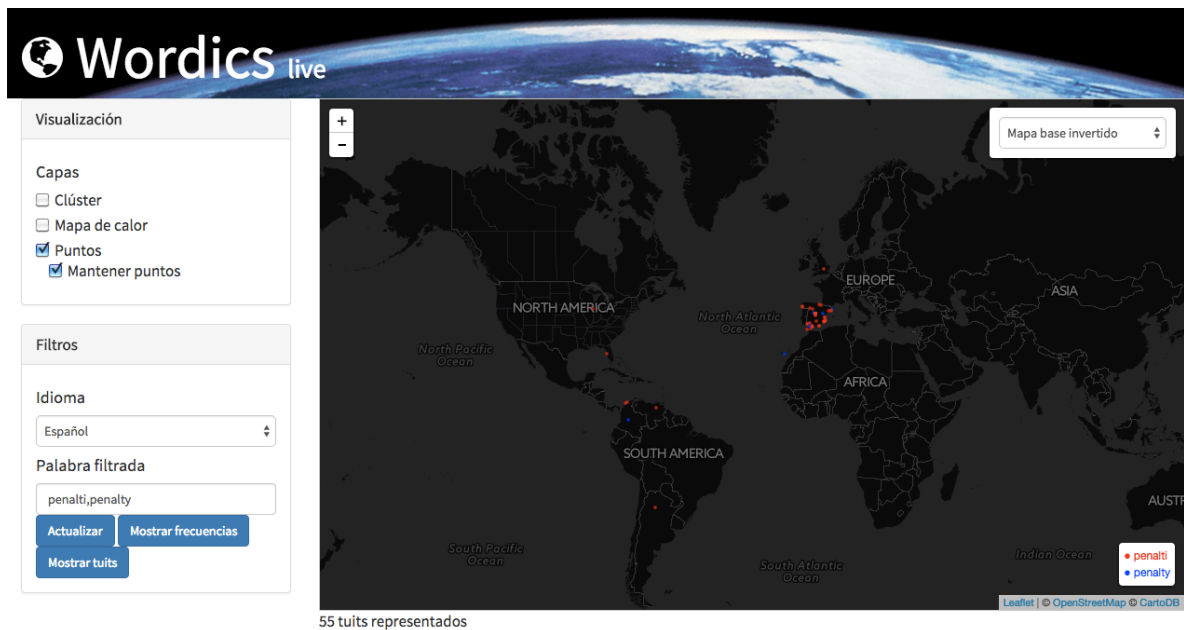 Wordics live
Visualización
Capas
Clúster
Mapa de calor
Puntos
Mantener puntos
Filtros
Idioma
Español
Palabra filtrada
penalti,penalty
Actualizar
Mostrar frecuencias
Mostrar tuits
+
-
Mapa base invertido
EUROPE
ASIA
NORTH AMERICA
North Atlantic
Ocean
North Pacific
Ocean
AFRICA
SOUTH AMERICA
AUSTR
South Pacific
Ocean
South Atlantic
Ocean
Indian Ocean
penalti
penalty
Leaflet | © OpenStreetMap © CartoDB
55 tuits representados